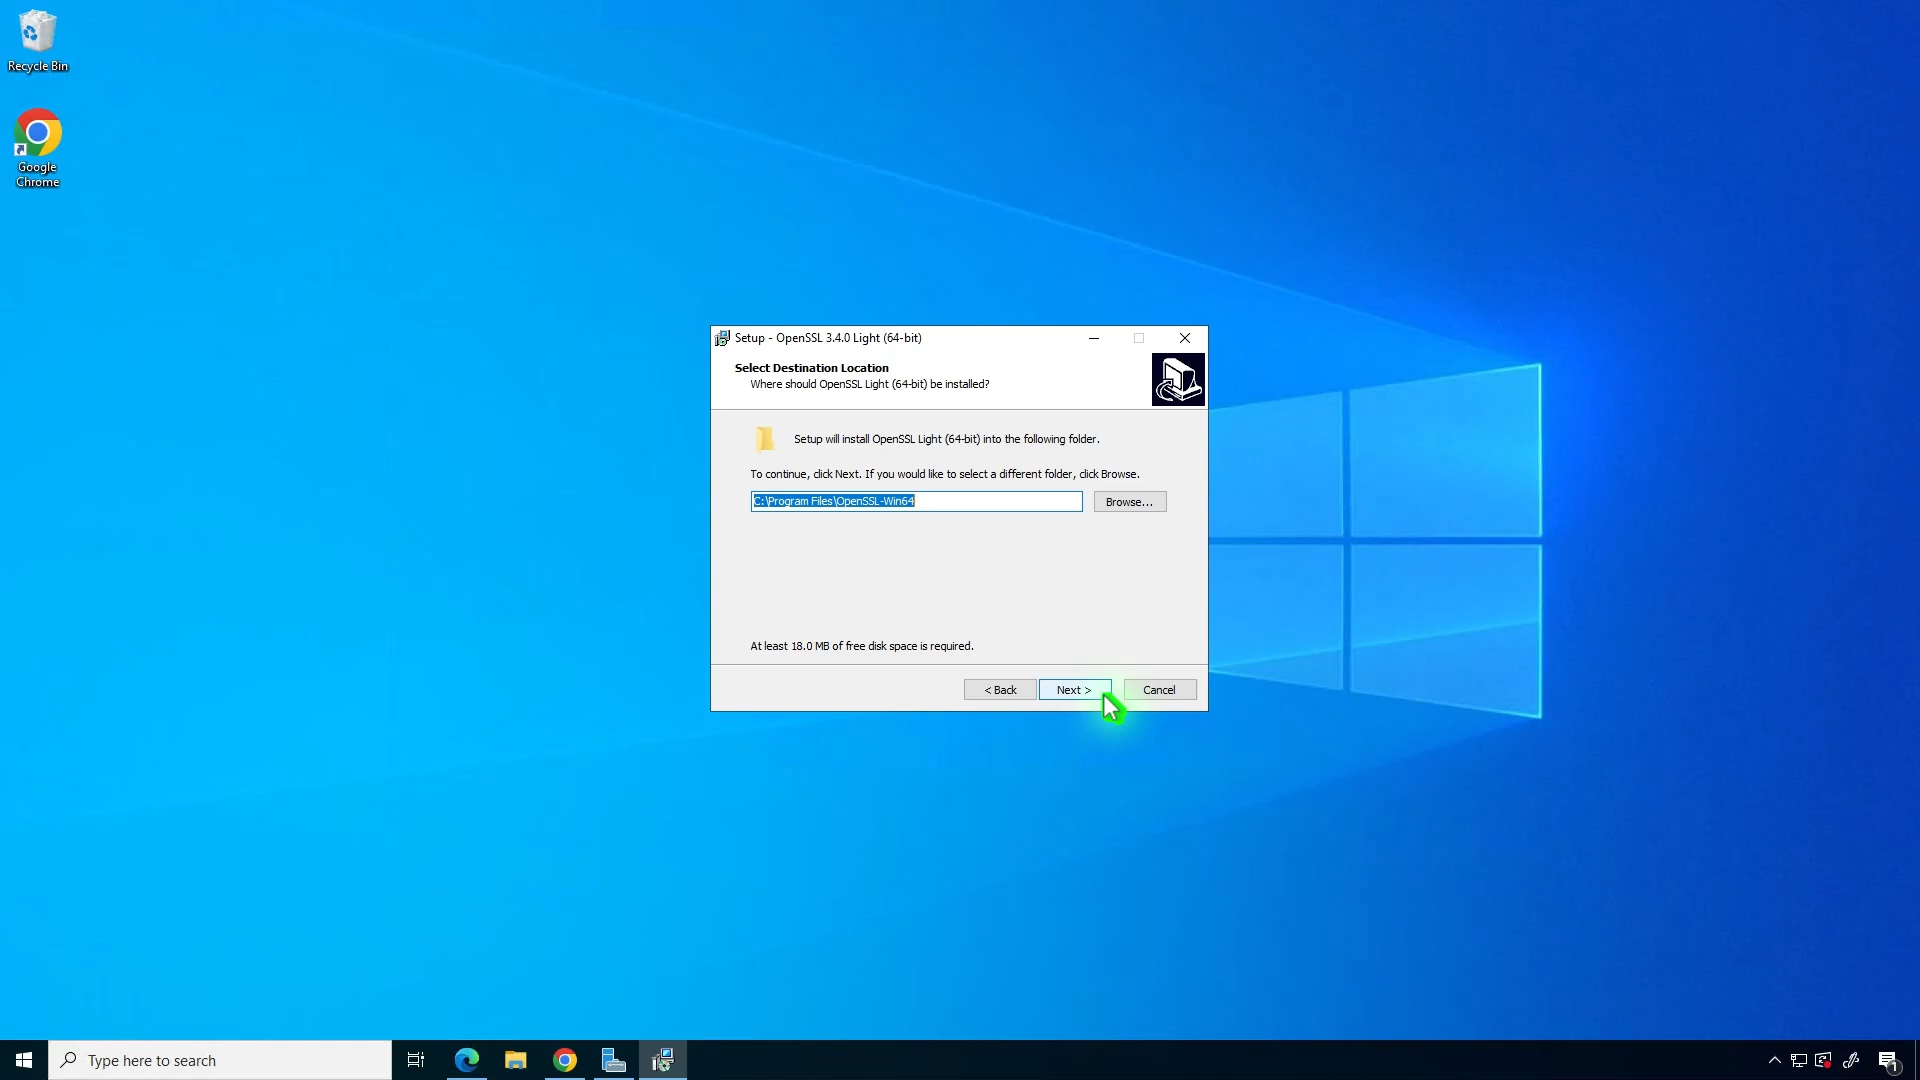 Recycle Bin
Google
Chrome
Setup - OpenSSL 3.4.0 Light (64-bit)
Select Destination Location
Where should OpenSSL Light (64-bit) be installed?
Setup will install OpenSSL Light (64-bit) into the following folder.
To continue, click Next. If you would like to select a different folder, click Browse.
C:\Program Files\OpenSSL-Win64
Browse...
At least 18.0 MB of free disk space is required.
< Back
Next >
Cancel
Type here to search
1